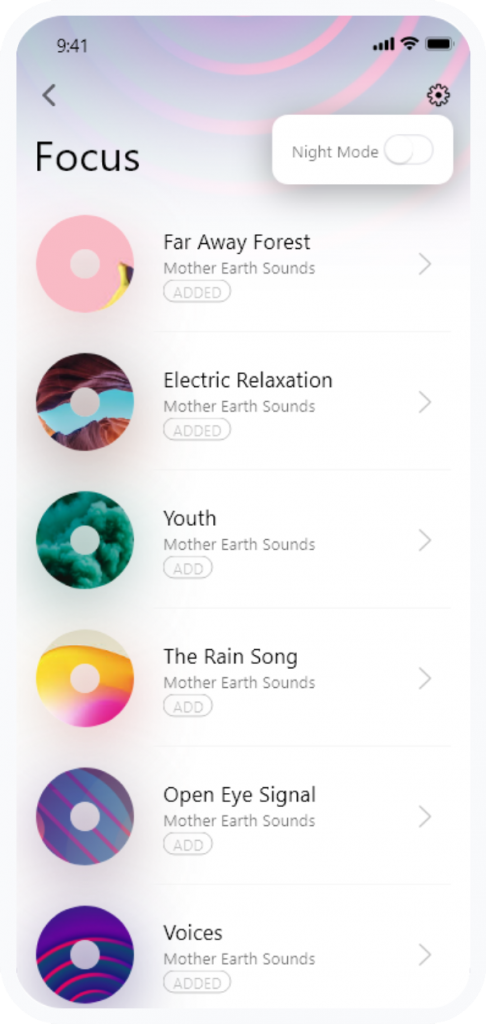 9:41
Night Mode
Focus
Far Away Forest
Mother Earth Sounds
ADDED
Electric Relaxation
Mother Earth Sounds
ADDED
Youth
Mother Earth Sounds
ADD
The Rain Song
Mother Earth Sounds
ADD
Open Eye Signal
Mother Earth Sounds
ADD
Voices
Mother Earth Sounds
ADDED